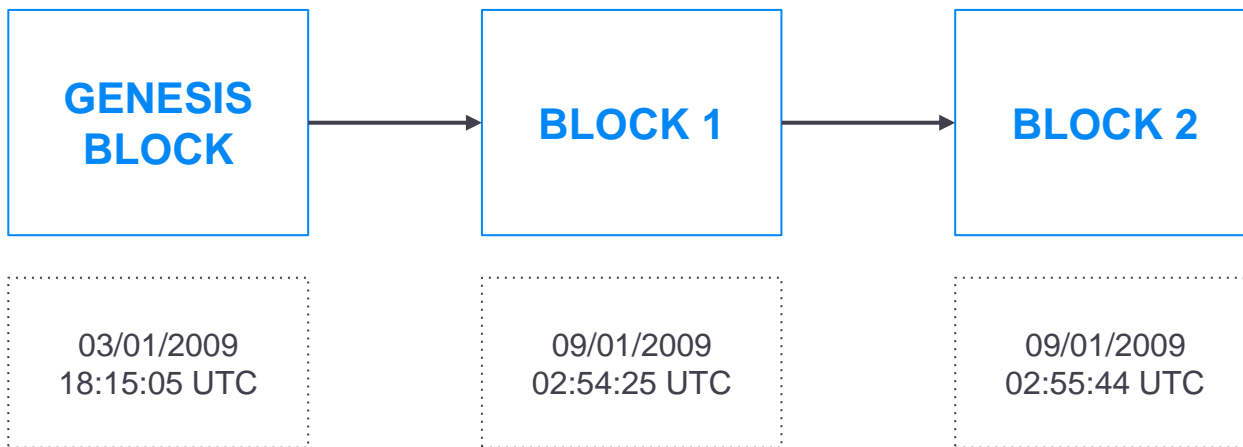 GENESIS
BLOCK
BLOCK 1
BLOCK 2
03/01/2009
18:15:05 UTC
09/01/2009
02:54:25 UTC
09/01/2009
02:55:44 UTC